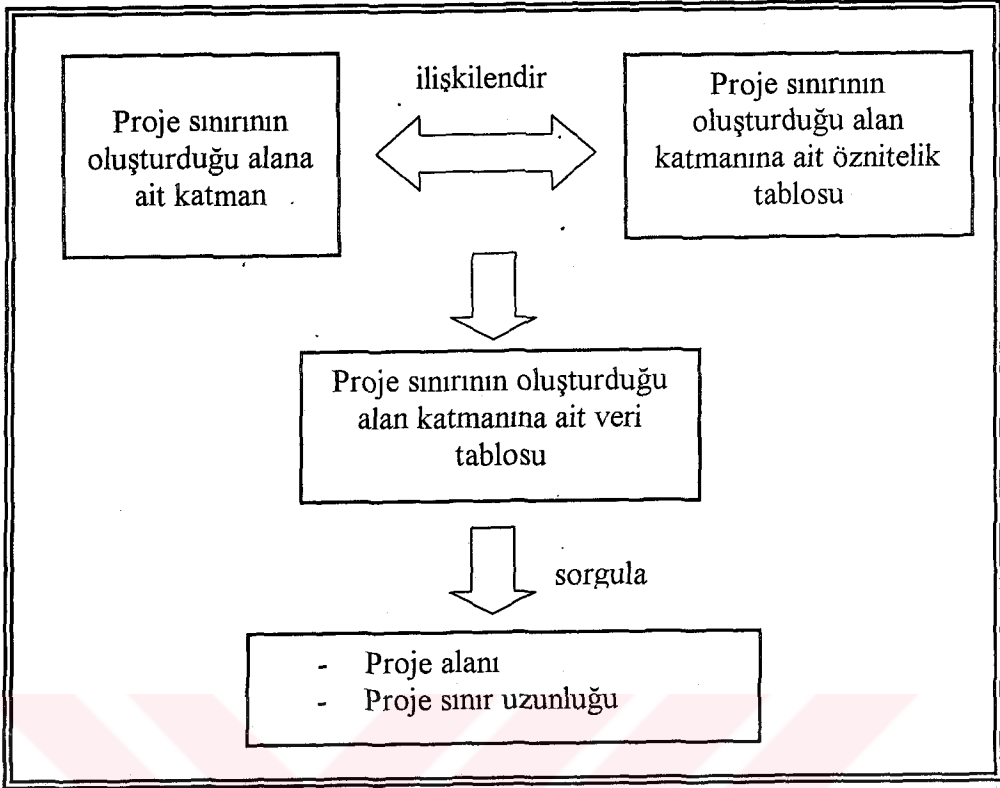 Proje sınırının
oluşturduğu alana
ait katman
ilişkilendir
Proje sınırının
oluşturduğu alan
katmanına ait öznitelik
tablosu
Proje sınırının oluşturduğu
alan katmanına ait veri
tablosu
sorgula
- Proje alanı
- Proje sınır uzunluğu